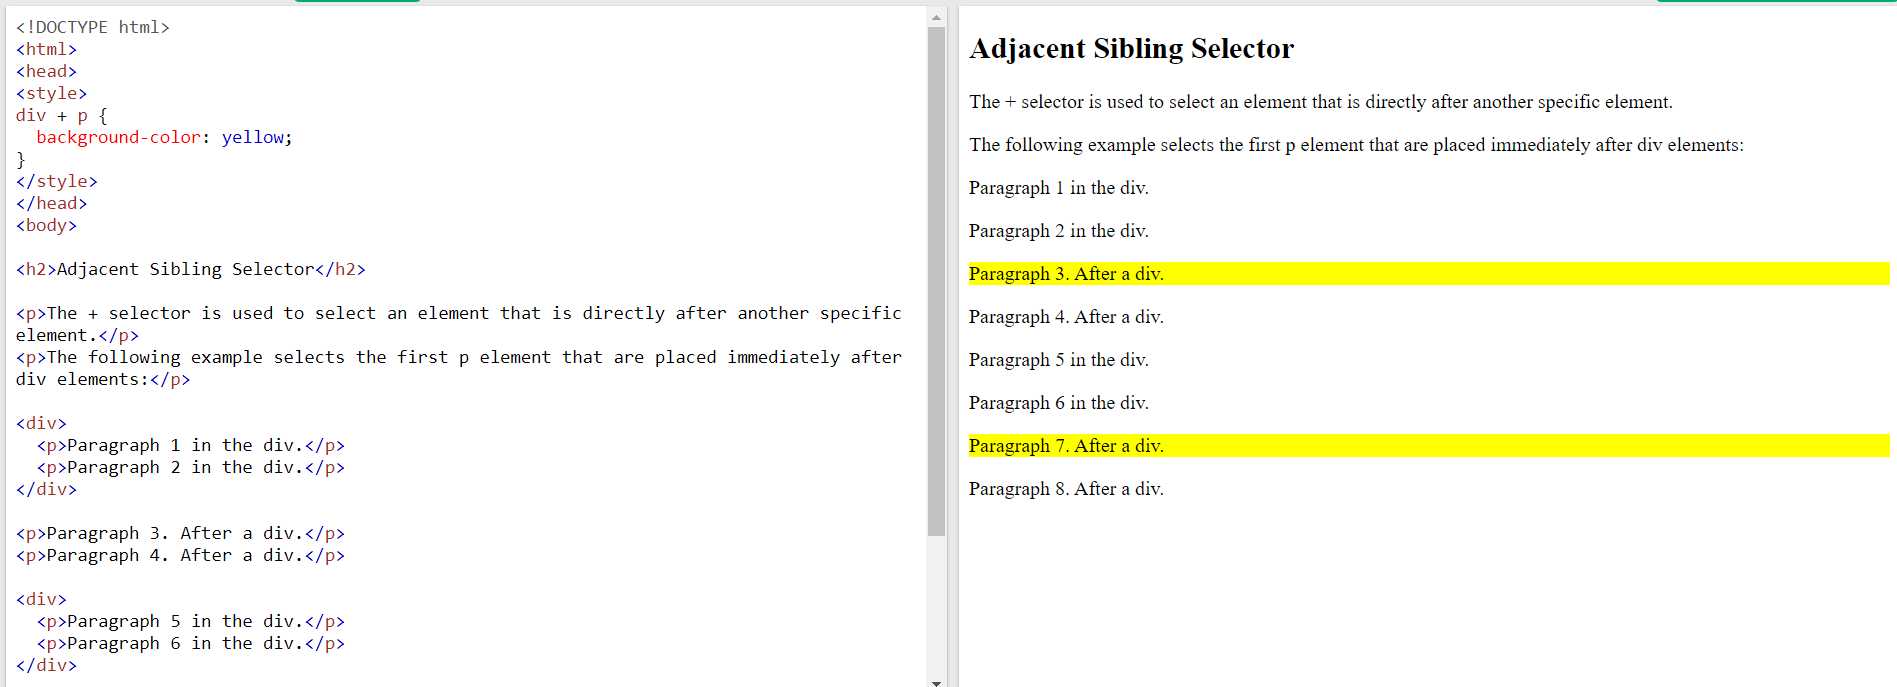 <!DOCTYPE html>
<html>
<head>
<style>
div + p {
  background-color: yellow;
}
</style>
</head>
<body>
<h2>Adjacent Sibling Selector</h2>
<p>The + selector is used to select an element that is directly after another specific
element.</p>
<p>The following example selects the first p element that are placed immediately after
div elements:</p>
<div>
  <p>Paragraph 1 in the div.</p>
  <p>Paragraph 2 in the div.</p>
</div>
<p>Paragraph 3. After a div.</p>
<p>Paragraph 4. After a div.</p>
<div>
  <p>Paragraph 5 in the div.</p>
  <p>Paragraph 6 in the div.</p>
</div>
Adjacent Sibling Selector
The + selector is used to select an element that is directly after another specific element.
The following example selects the first p element that are placed immediately after div elements:
Paragraph 1 in the div.
Paragraph 2 in the div.
Paragraph 3. After a div.
Paragraph 4. After a div.
Paragraph 5 in the div.
Paragraph 6 in the div.
Paragraph 7. After a div.
Paragraph 8. After a div.